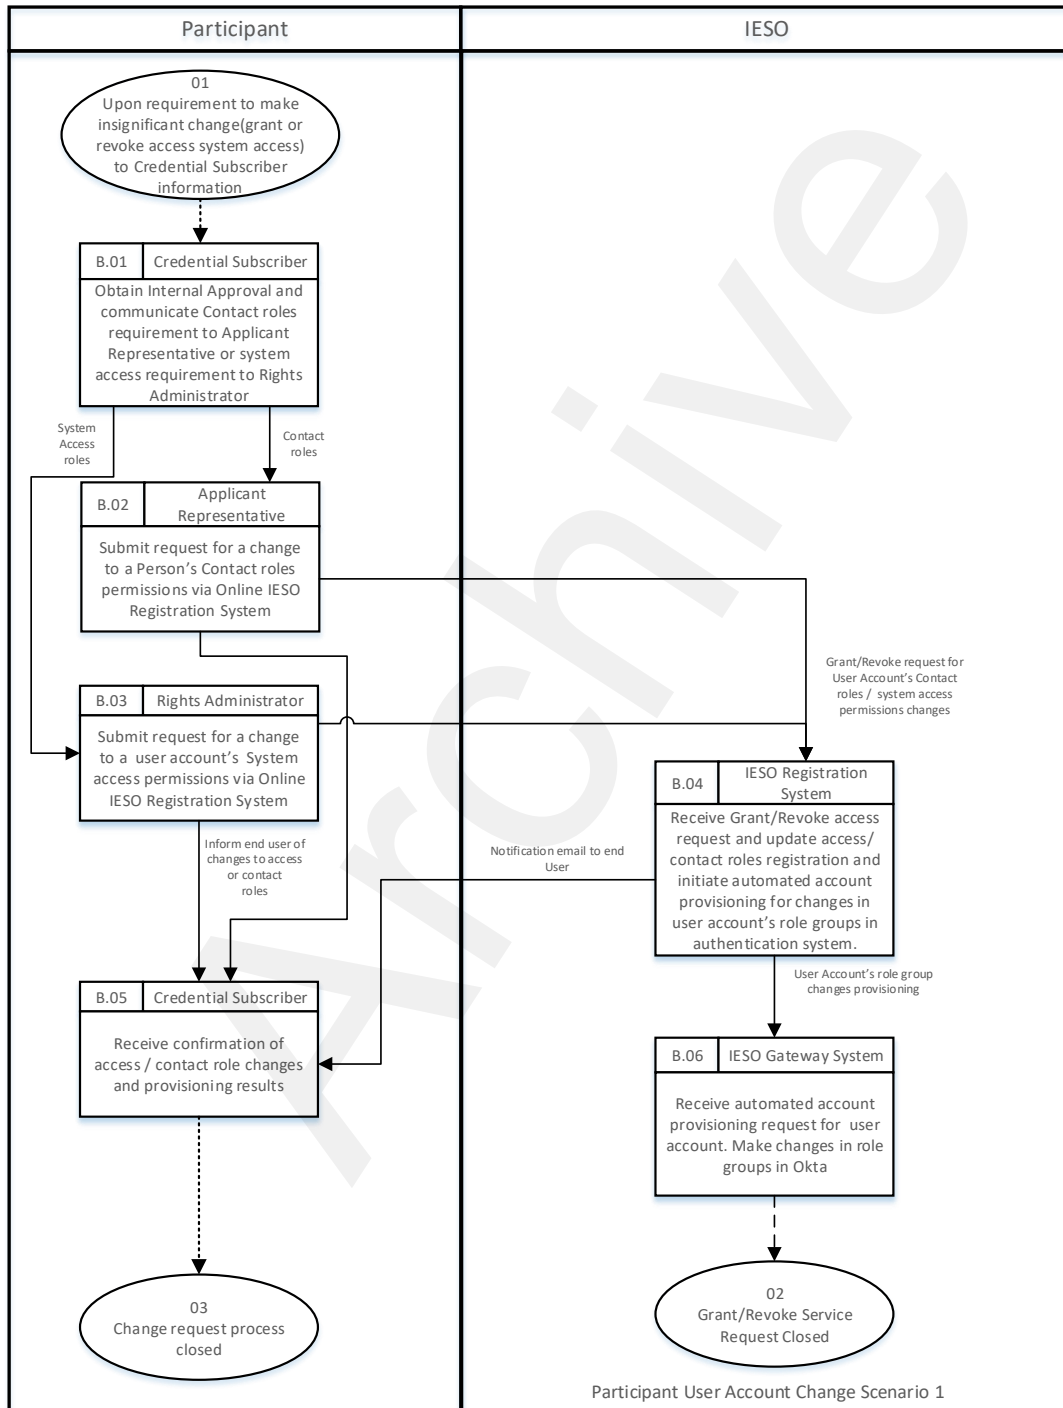 Participant
IESO
01
Upon requirement to make
insignificant change(grant or
revoke access system access)
to Credential Subscriber
information
B.01
Credential Subscriber
Obtain Internal Approval and
communicate Contact roles
requirement to Applicant
Representative or system
access requirement to Rights
Administrator
System
Access
roles
Contact
roles
B.02
Applicant
Representative
Submit request for a change
to a Person’s Contact roles
permissions via Online IESO
Registration System
Grant/Revoke request for
User Account’s Contact
roles / system access
permissions changes
B.03
Rights Administrator
Submit request for a change
to a user account’s System
access permissions via Online
IESO Registration System
B.04
IESO Registration
System
Receive Grant/Revoke access
request and update access/
contact roles registration and
initiate automated account
provisioning for changes in
user account’s role groups in
authentication system.
Inform end user of
changes to access
or contact
roles
Notification email to end
User
User Account’s role group
changes provisioning
B.05
Credential Subscriber
Receive confirmation of
access / contact role changes
and provisioning results
B.06
IESO Gateway System
Receive automated account
provisioning request for user
account. Make changes in role
groups in Okta
03
Change request process
closed
02
Grant/Revoke Service
Request Closed
Participant User Account Change Scenario 1
Archive